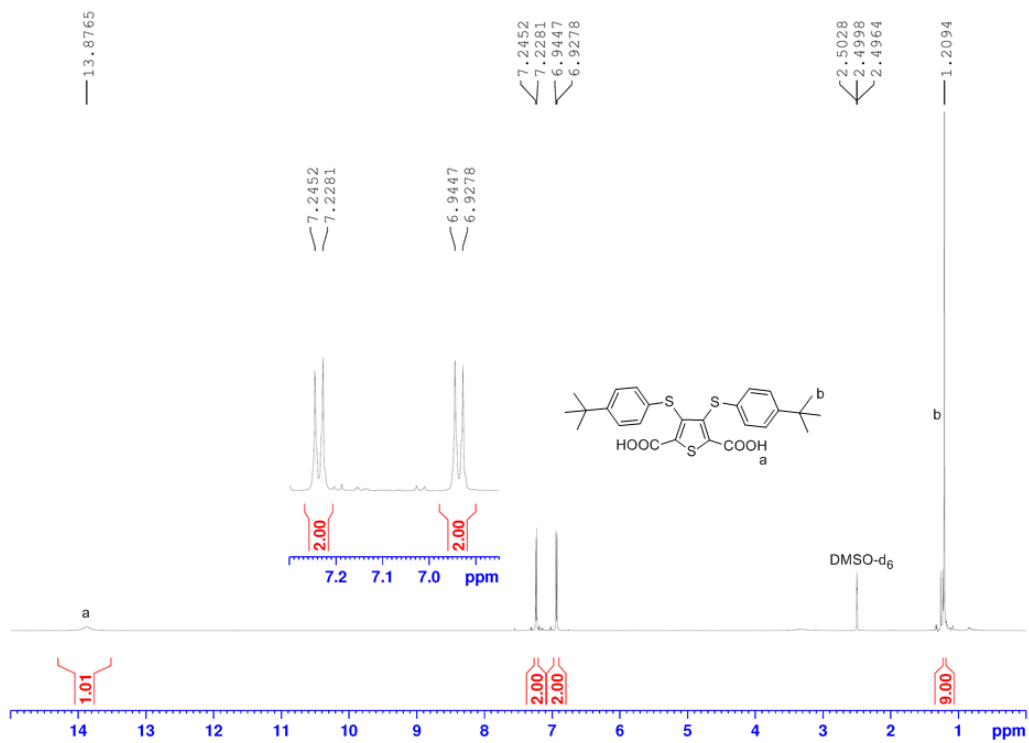 13.8765
7.2452
7.2281
6.9447
6.9278
2.5028
2.4998
2.4964
1.2094
7.2452
7.2281
6.9447
6.9278
S S b
HOOC S COOH
a
b
2.00 2.00
7.2 7.1 7.0 ppm
DMSO-d6
a
1.01 2.00 2.00 9.00
14 13 12 11 10 9 8 7 6 5 4 3 2 1 ppm